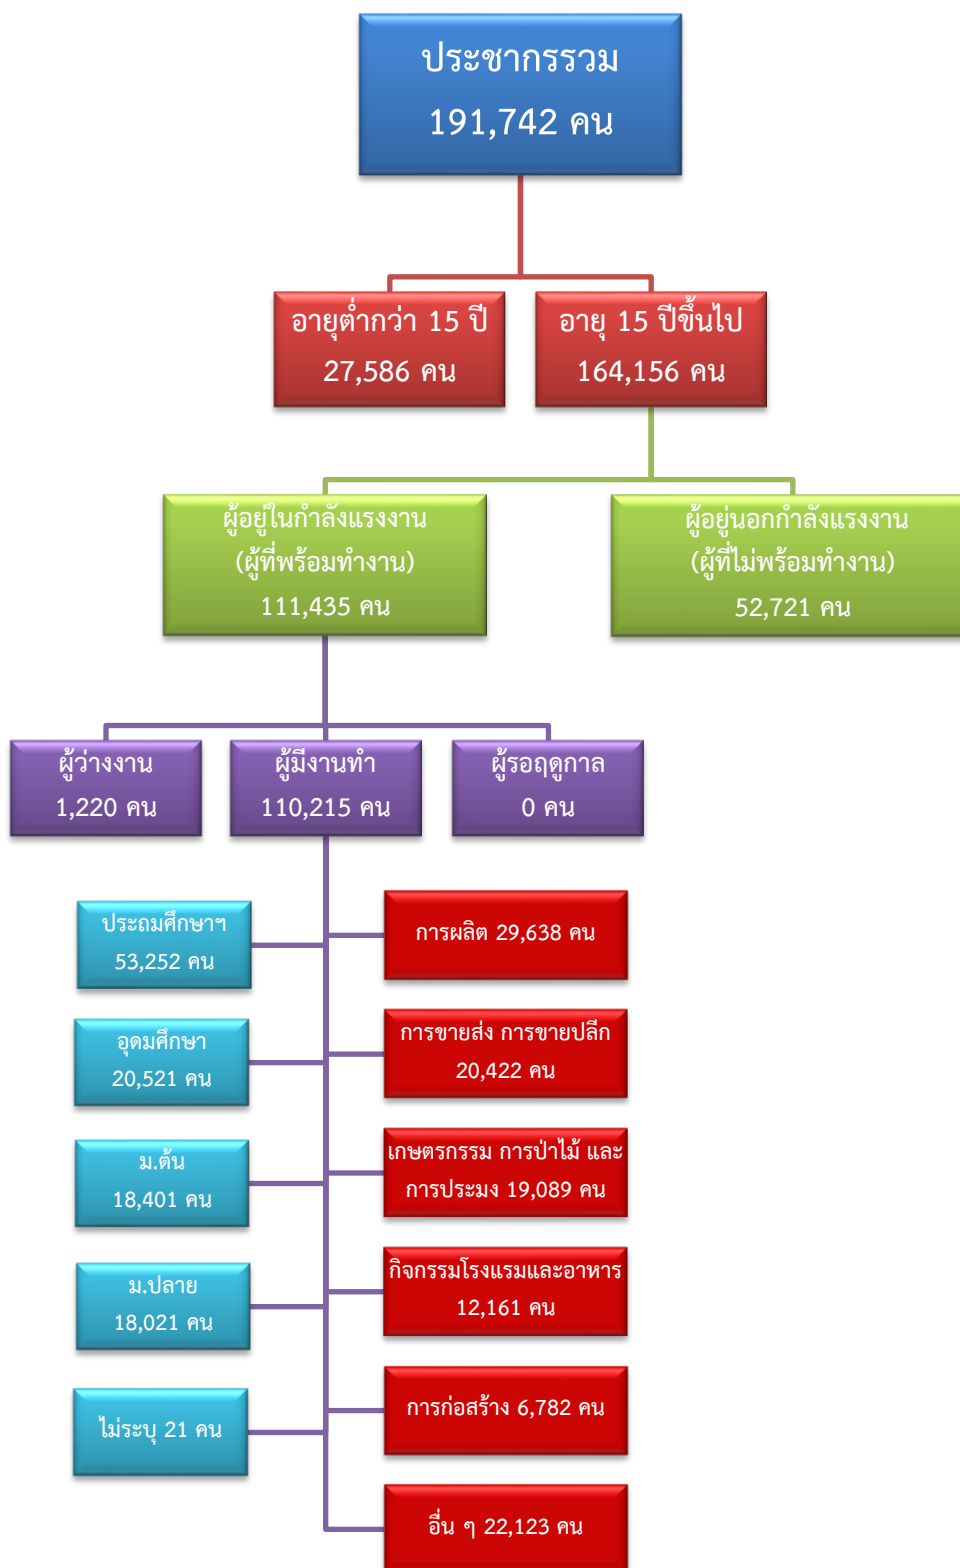 ประชากรรวม
191,742 คน
อายุต่ำกว่า 15 ปี
27,586 คน
อายุ 15 ปีขึ้นไป
164,156 คน
ผู้อยู่ในกำลังแรงงาน
(ผู้ที่พร้อมทำงาน)
111,435 คน
ผู้อยู่นอกกำลังแรงงาน
(ผู้ที่ไม่พร้อมทำงาน)
52,721 คน
ผู้ว่างงาน
1,220 คน
ผู้มีงานทำ
110,215 คน
ผู้รอฤดูกาล
0 คน
ประถมศึกษาฯ
53,252 คน
อุดมศึกษา
20,521 คน
ม.ต้น
18,401 คน
ม.ปลาย
18,021 คน
ไม่ระบุ 21 คน
การผลิต 29,638 คน
การขายส่ง การขายปลีก
20,422 คน
เกษตรกรรม การป่าไม้ และ
การประมง 19,089 คน
กิจกรรมโรงแรมและอาหาร
12,161 คน
การก่อสร้าง 6,782 คน
อื่น ๆ 22,123 คน